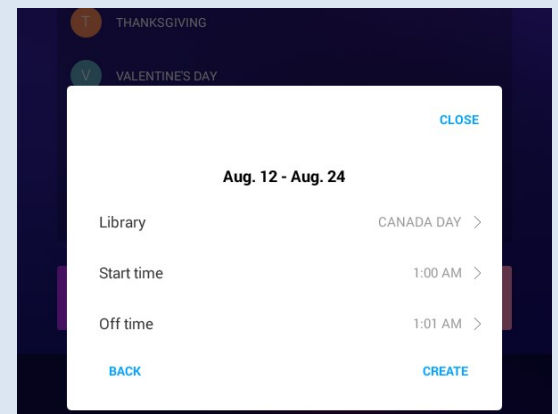 T THANKSGIVING
V VALENTINE'S DAY
CLOSE
Aug. 12 - Aug. 24
Library CANADA DAY >
Start time 1:00 AM >
Off time 1:01 AM >
BACK CREATE